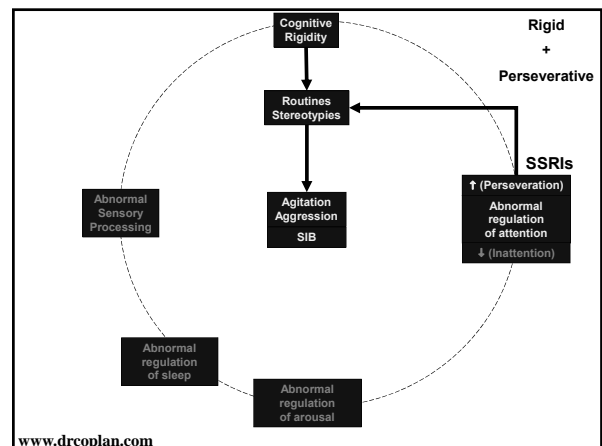 Cognitive
Rigidity
Rigid
+
Perseverative
Routines
Stereotypies
SSRIs
↑ (Perseveration)
Abnormal
regulation
of attention
↓ (Inattention)
Abnormal
Sensory
Processing
Agitation
Aggression
SIB
Abnormal
regulation
of sleep
Abnormal
regulation
of arousal
www.drcoplan.com